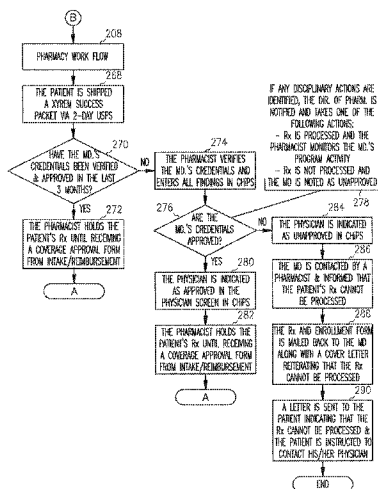 B
208
PHARMACY WORK FLOW
268
THE PATIENT IS SHIPPED
A XYREM SUCCESS
PACKET VIA 2-DAY USPS
270
HAVE THE MD.'S
CREDENTIALS BEEN VERIFIED
& APPROVED IN THE LAST
3 MONTHS?
NO
YES
272
THE PHARMACIST HOLDS THE
PATIENT'S Rx UNTIL RECEIVING
A COVERAGE APPROVAL FORM
FROM INTAKE/REIMBURSEMENT
A
274
THE PHARMACIST VERIFIES
THE MD.'S CREDENTIALS AND
ENTERS ALL FINDINGS IN CHIPS
276
ARE THE
MD.'S CREDENTIALS
APPROVED?
NO
YES
280
THE PHYSICIAN IS INDICATED
AS APPROVED IN THE
PHYSICIAN SCREEN IN CHIPS
282
THE PHARMACIST HOLDS THE
PATIENT'S Rx UNTIL RECEIVING
A COVERAGE APPROVAL FORM
FROM INTAKE/REIMBURSEMENT
A
IF ANY DISCIPLINARY ACTIONS ARE
IDENTIFIED, THE DIR. OF PHARM. IS
NOTIFIED AND TAKES ONE OF
THE FOLLOWING ACTIONS:
- Rx IS PROCESSED AND THE
PHARMACIST MONITORS THE MD.'S
PROGRAM ACTIVITY
- Rx IS NOT PROCESSED AND
THE MD IS NOTED AS UNAPPROVED
278
284
THE PHYSICIAN IS INDICATED
AS UNAPPROVED IN CHIPS
286
THE MD IS CONTACTED BY A
PHARMACIST & INFORMED THAT
THE PATIENT'S Rx CANNOT
BE PROCESSED
288
THE Rx AND ENROLLMENT FORM
IS MAILED BACK TO THE MD
ALONG WITH A COVER LETTER
REITERATING THAT THE Rx
CANNOT BE PROCESSED
290
A LETTER IS SENT TO THE
PATIENT INDICATING THAT THE
Rx CANNOT BE PROCESSED &
THE PATIENT IS INSTRUCTED TO
CONTACT HIS/HER PHYSICIAN
END